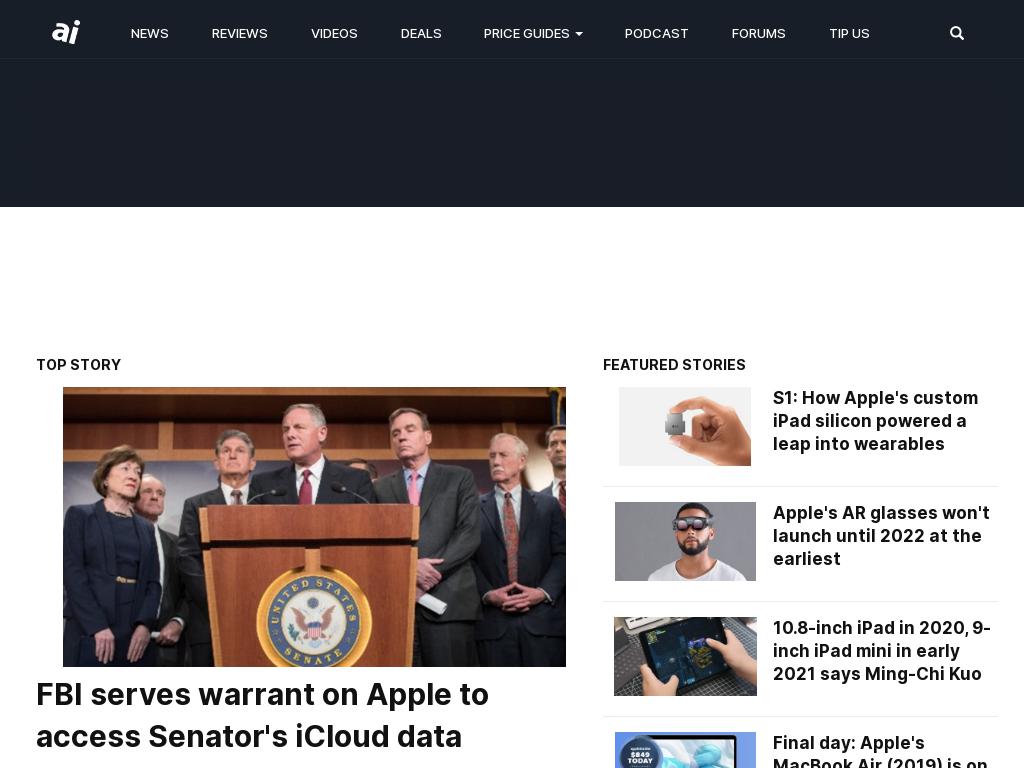 ai
NEWS
REVIEWS
VIDEOS
DEALS
PRICE GUIDES
PODCAST
FORUMS
TIP US
TOP STORY
UNITED STATES
SENATE
FBI serves warrant on Apple to
access Senator's iCloud data
FEATURED STORIES
S1: How Apple's custom
iPad silicon powered a
leap into wearables
Apple's AR glasses won't
launch until 2022 at the
earliest
10.8-inch iPad in 2020, 9-
inch iPad mini in early
2021 says Ming-Chi Kuo
$849
TODAY
Final day: Apple's
MacBook Air (2019) is on